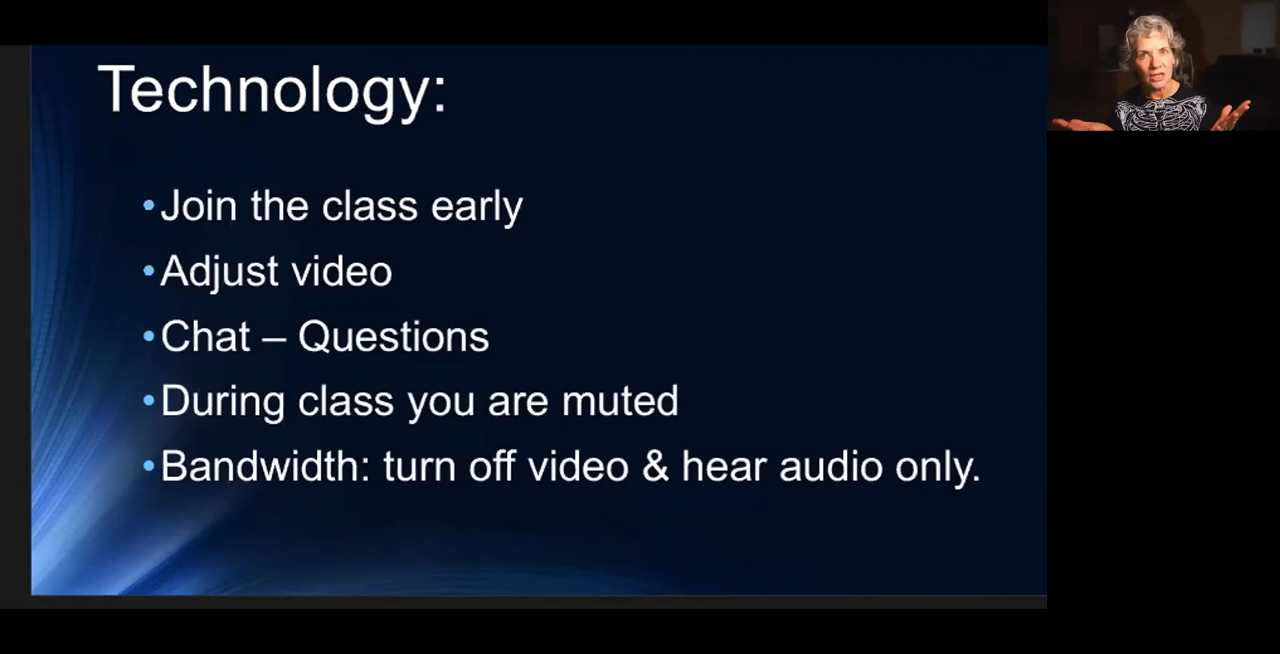 Technology:
•Join the class early
•Adjust video
•Chat – Questions
•During class you are muted
•Bandwidth: turn off video & hear audio only.